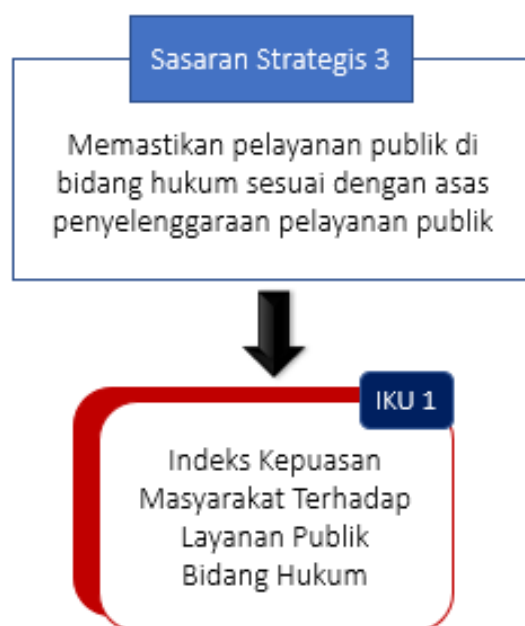 Sasaran Strategis 3
Memastikan pelayanan publik di
bidang hukum sesuai dengan asas
penyelenggaraan pelayanan publik
IKU 1
Indeks Kepuasan
Masyarakat Terhadap
Layanan Publik
Bidang Hukum